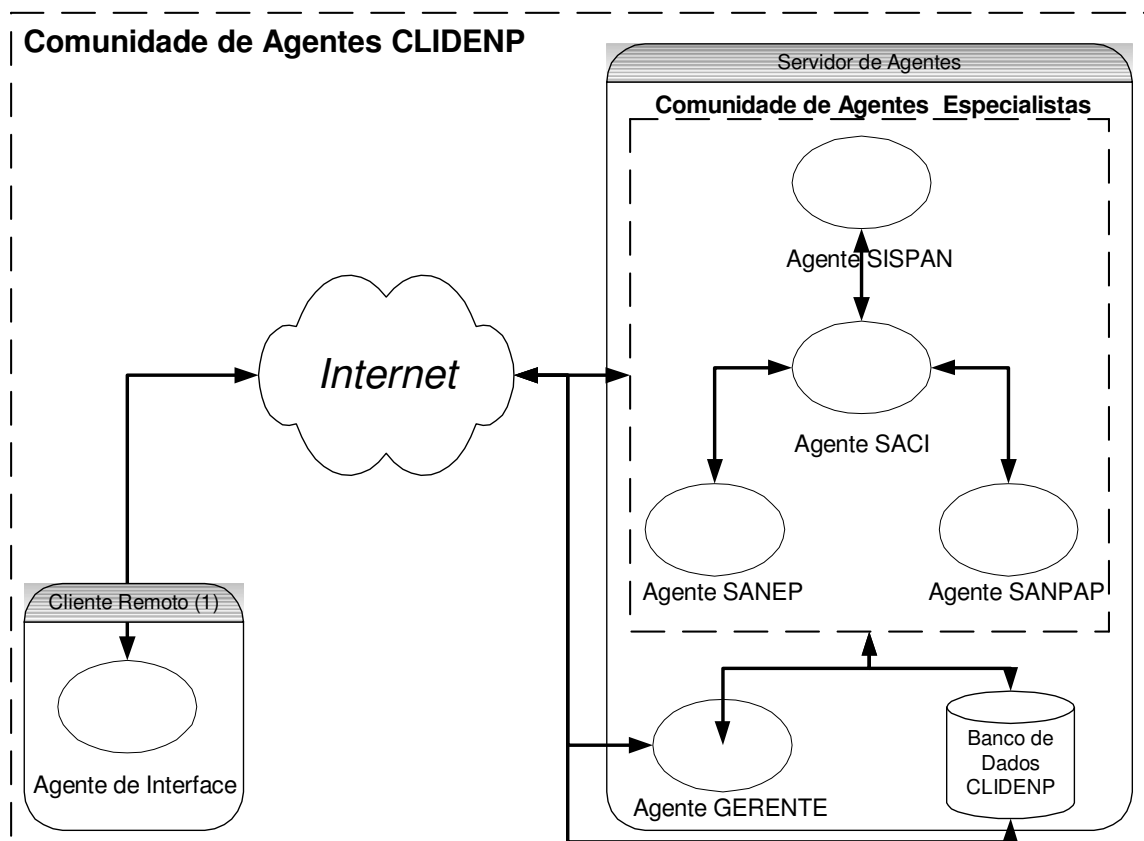 Comunidade de Agentes CLIDENP
Servidor de Agentes
Comunidade de Agentes Especialistas
Agente SISPAN
Internet
Agente SACI
Agente SANEP
Agente SANPAP
Cliente Remoto (1)
Agente de Interface
Agente GERENTE
Banco de
Dados
CLIDENP